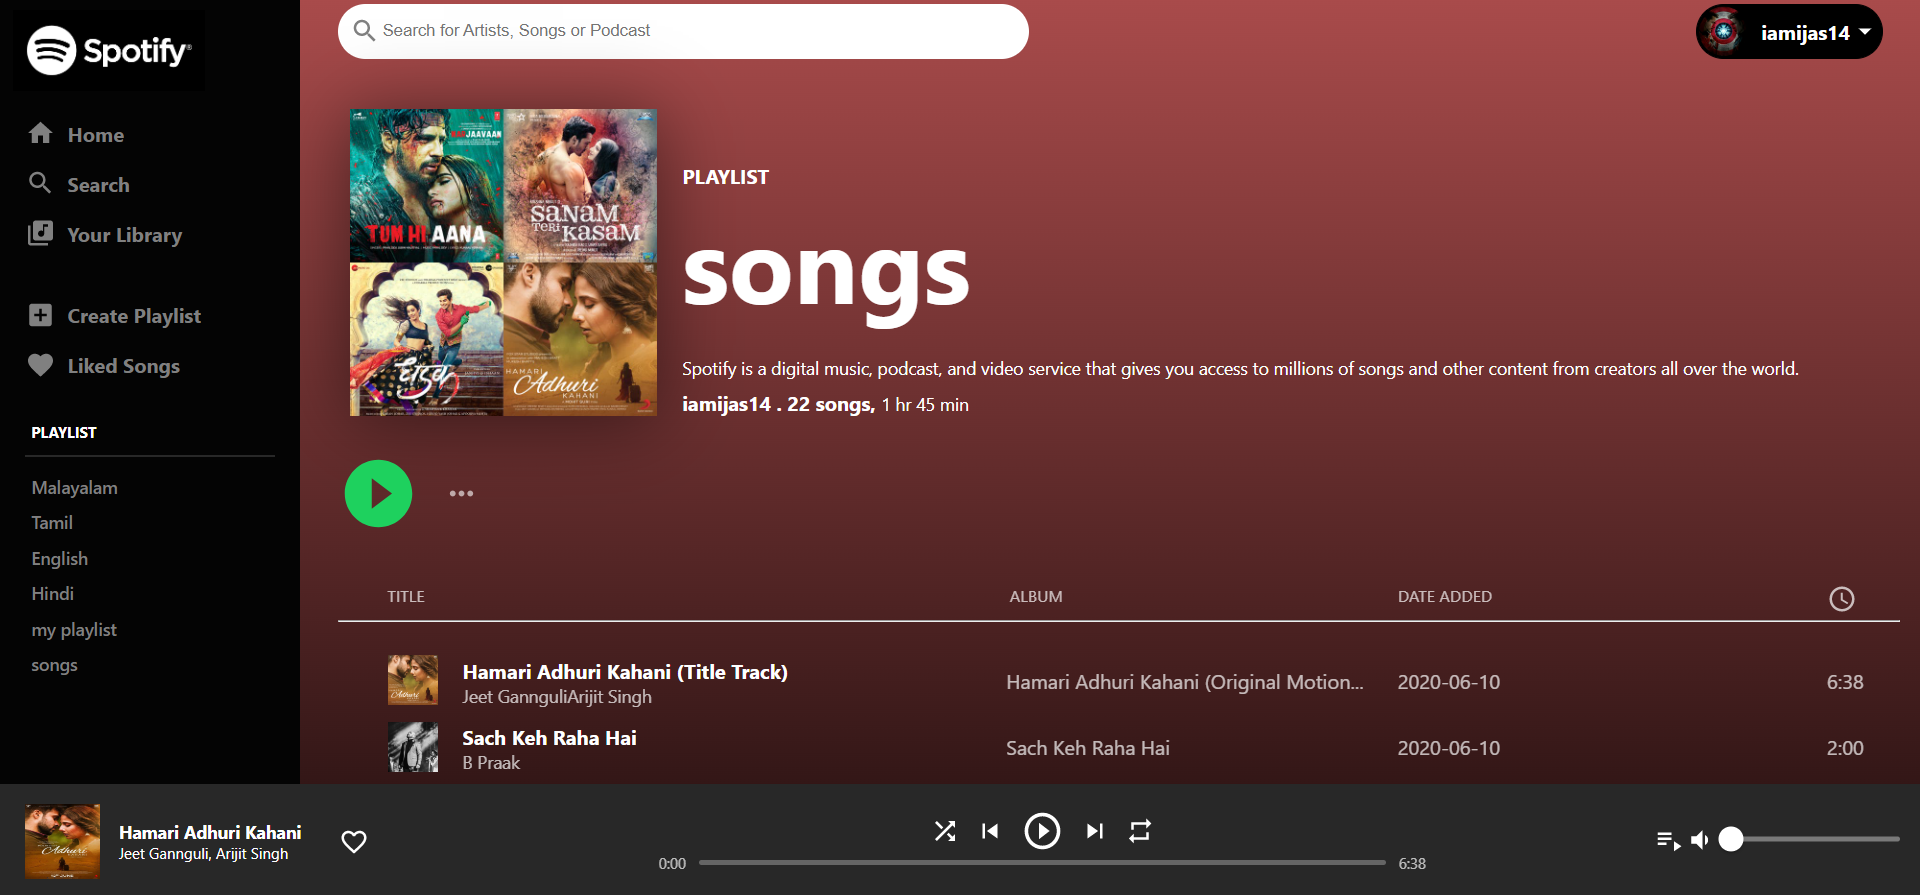 Spotify
Search for Artists, Songs or Podcast
iamijas14
Home
Search
Your Library
Create Playlist
Liked Songs
PLAYLIST
Malayalam
Tamil
English
Hindi
my playlist
songs
JAAVAAN
TUM HI AANA
SANAM
TERI KASAM
धड़क
HAMARI
Adhuri
KAHANI
PLAYLIST
songs
Spotify is a digital music, podcast, and video service that gives you access to millions of songs and other content from creators all over the world.
iamijas14 . 22 songs, 1 hr 45 min
TITLE ALBUM DATE ADDED
Hamari Adhuri Kahani (Title Track)
Jeet GannguliArijit Singh
Hamari Adhuri Kahani (Original Motion... 2020-06-10 6:38
Sach Keh Raha Hai
B Praak
Sach Keh Raha Hai 2020-06-10 2:00
Adhuri
Hamari Adhuri Kahani
Jeet Gannguli, Arijit Singh
0:00 6:38